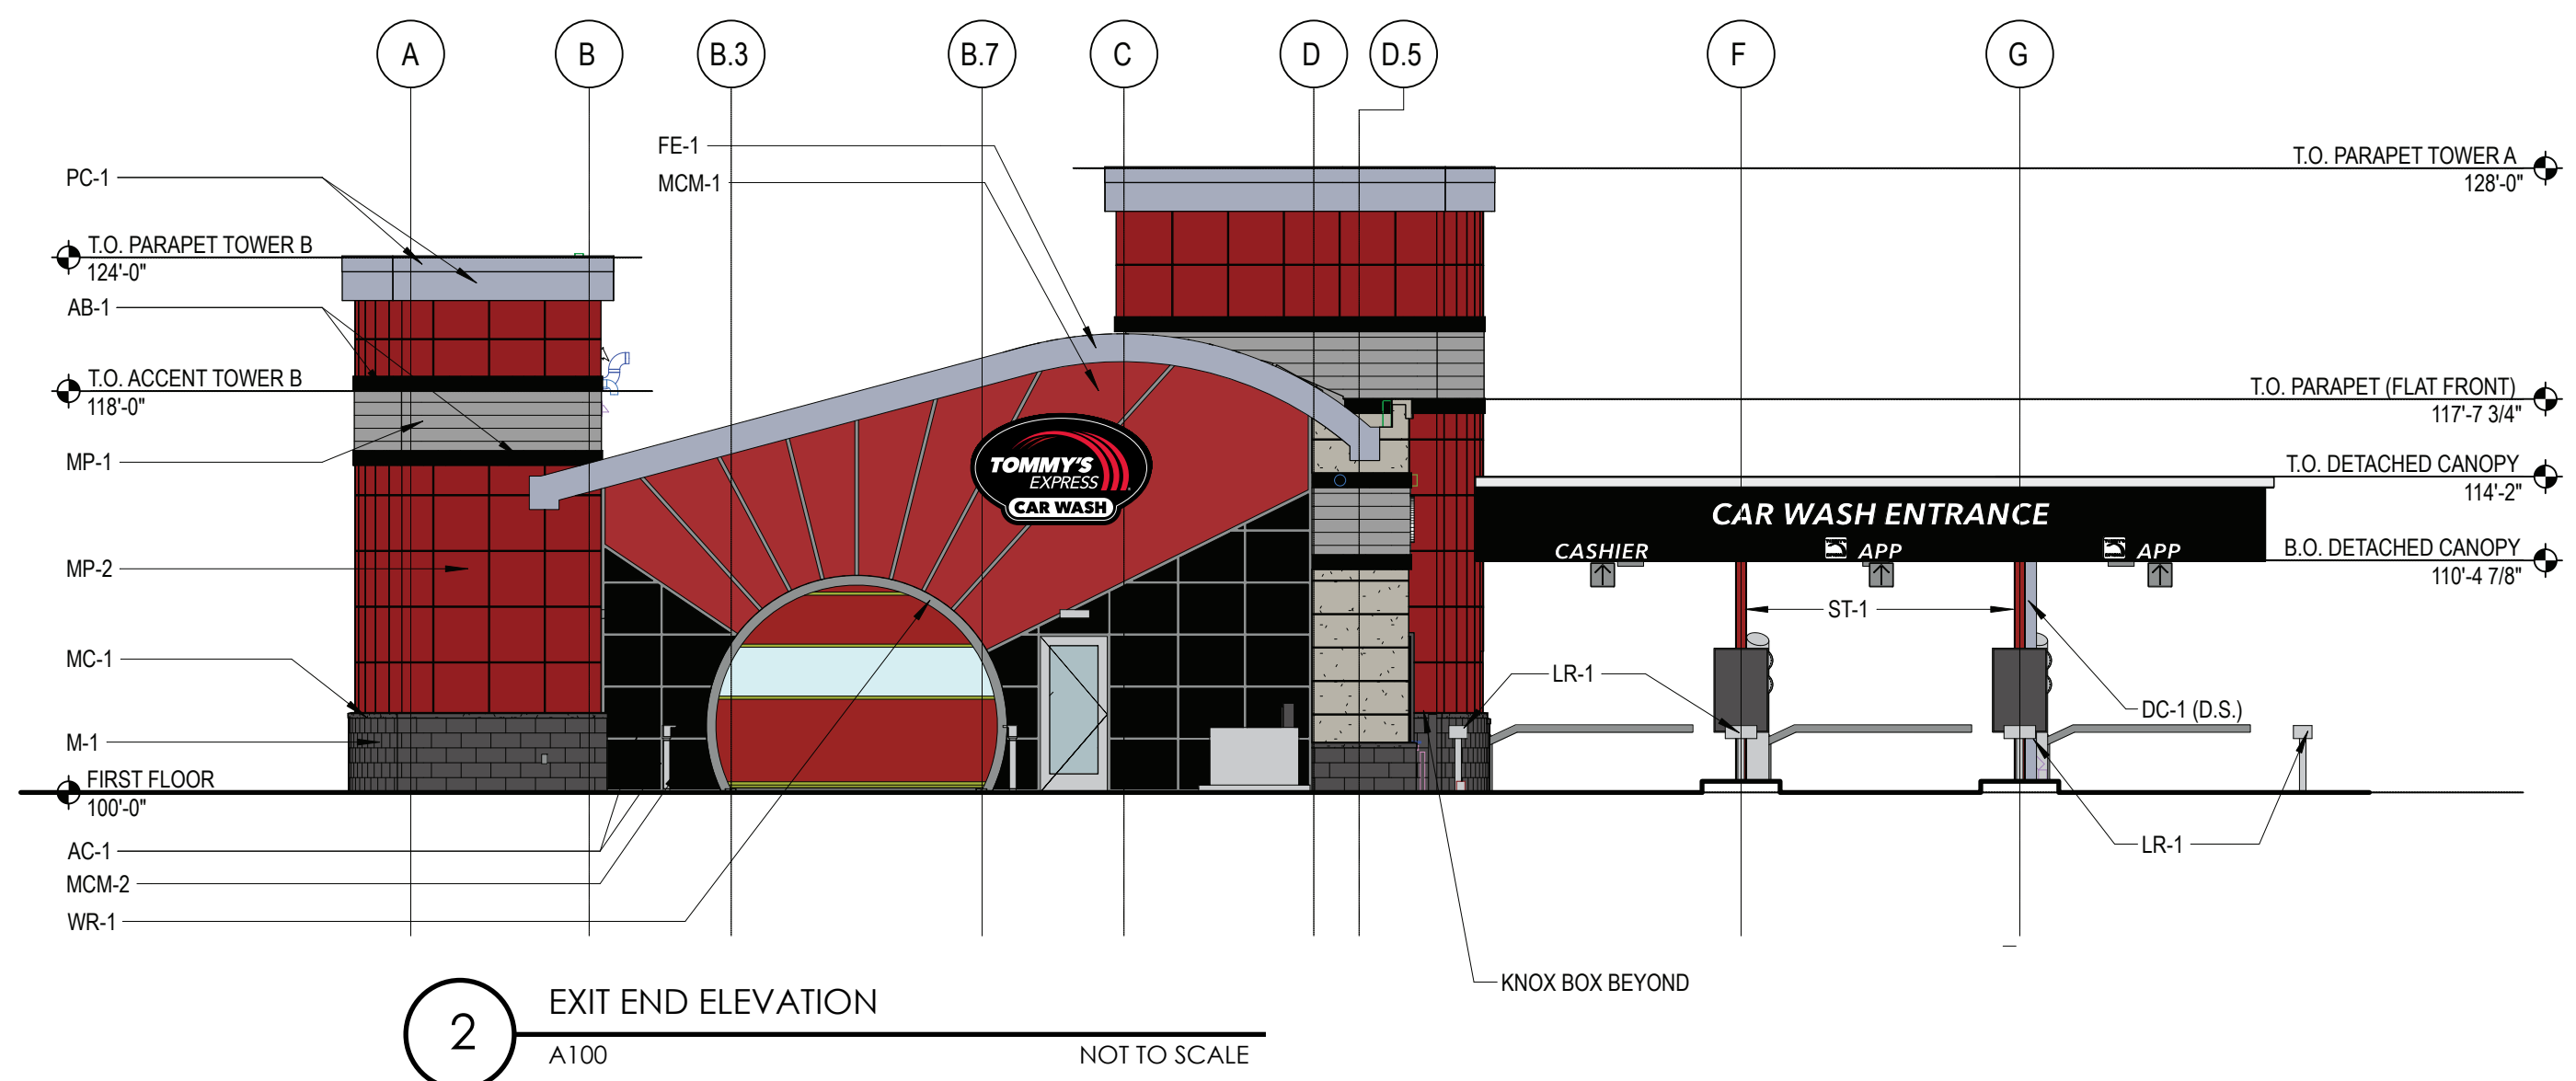 A
B
B.3
B.7
C
D
D.5
F
G
FE-1
MCM-1
PC-1
T.O. PARAPET TOWER B
124'-0"
AB-1
T.O. ACCENT TOWER B
118'-0"
MP-1
MP-2
MC-1
M-1
FIRST FLOOR
100'-0"
AC-1
MCM-2
WR-1
TOMMY'S
EXPRESS
CAR WASH
T.O. PARAPET TOWER A
128'-0"
T.O. PARAPET (FLAT FRONT)
117'-7 3/4"
T.O. DETACHED CANOPY
114'-2"
B.O. DETACHED CANOPY
110'-4 7/8"
CAR WASH ENTRANCE
CASHIER
APP
APP
ST-1
LR-1
DC-1 (D.S.)
LR-1
KNOX BOX BEYOND
2
EXIT END ELEVATION
A100
NOT TO SCALE